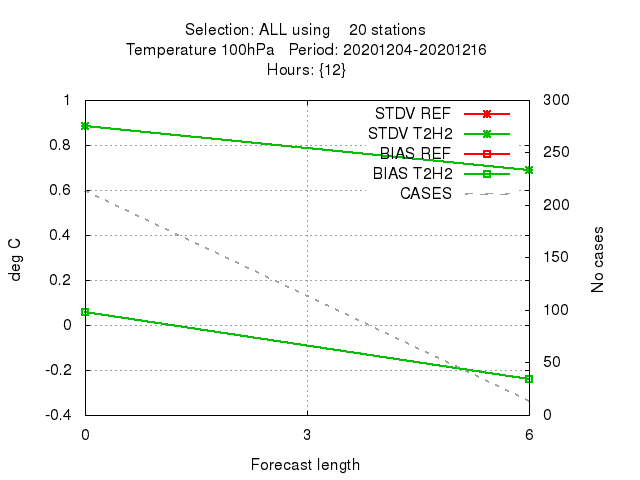 Selection: ALL using 20 stations
Temperature 100hPa Period: 20201204-20201216
Hours: {12}
1
0.8
0.6
0.4
0.2
0
-0.2
-0.4
deg C
STDV REF
STDV T2H2
BIAS REF
BIAS T2H2
CASES
300
250
200
150
100
50
0
No cases
0
3
6
Forecast length